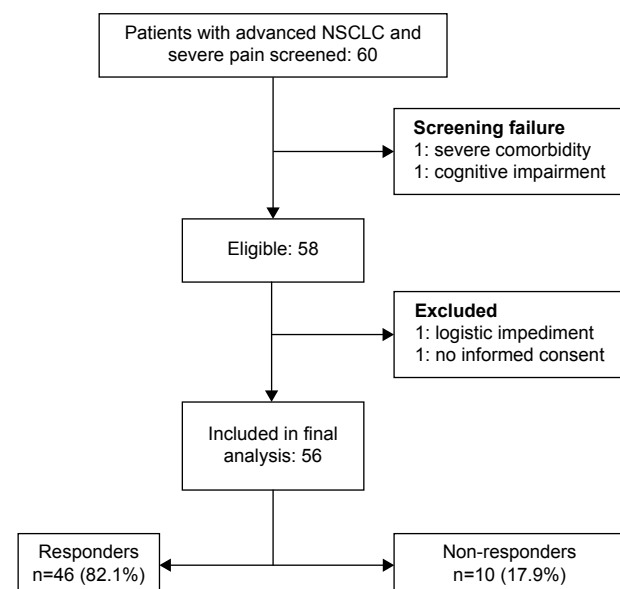 Patients with advanced NSCLC and
severe pain screened: 60
Screening failure
1: severe comorbidity
1: cognitive impairment
Eligible: 58
Excluded
1: logistic impediment
1: no informed consent
Included in final
analysis: 56
Responders
n=46 (82.1%)
Non-responders
n=10 (17.9%)